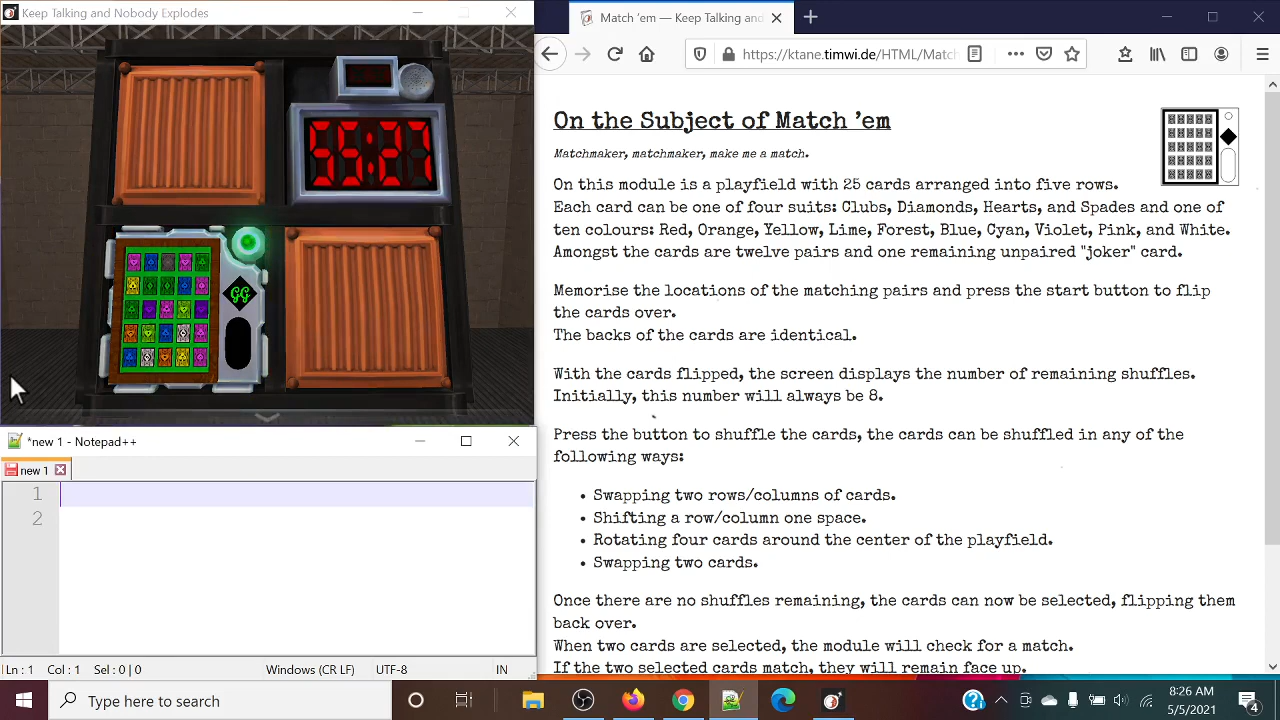 Keep Talking and Nobody Explodes
55:27
GG
*new 1 - Notepad++
new 1
1
2
Ln : 1 Col : 1 Sel : 0 | 0
Windows (CR LF)
UTF-8
IN
Match 'em — Keep Talking and
https://ktane.timwi.de/HTML/Matc
On the Subject of Match ’em
Matchmaker, matchmaker, make me a match.
On this module is a playfield with 25 cards arranged into five rows.
Each card can be one of four suits: Clubs, Diamonds, Hearts, and Spades and one of
ten colours: Red, Orange, Yellow, Lime, Forest, Blue, Cyan, Violet, Pink, and White.
Amongst the cards are twelve pairs and one remaining unpaired "joker" card.
Memorise the locations of the matching pairs and press the start button to flip
the cards over.
The backs of the cards are identical.
With the cards flipped, the screen displays the number of remaining shuffles.
Initially, this number will always be 8.
Press the button to shuffle the cards, the cards can be shuffled in any of the
following ways:
• Swapping two rows/columns of cards.
• Shifting a row/column one space.
• Rotating four cards around the center of the playfield.
• Swapping two cards.
Once there are no shuffles remaining, the cards can now be selected, flipping them
back over.
When two cards are selected, the module will check for a match.
If the two selected cards match, they will remain face up.
Type here to search
8:26 AM
5/5/2021
4